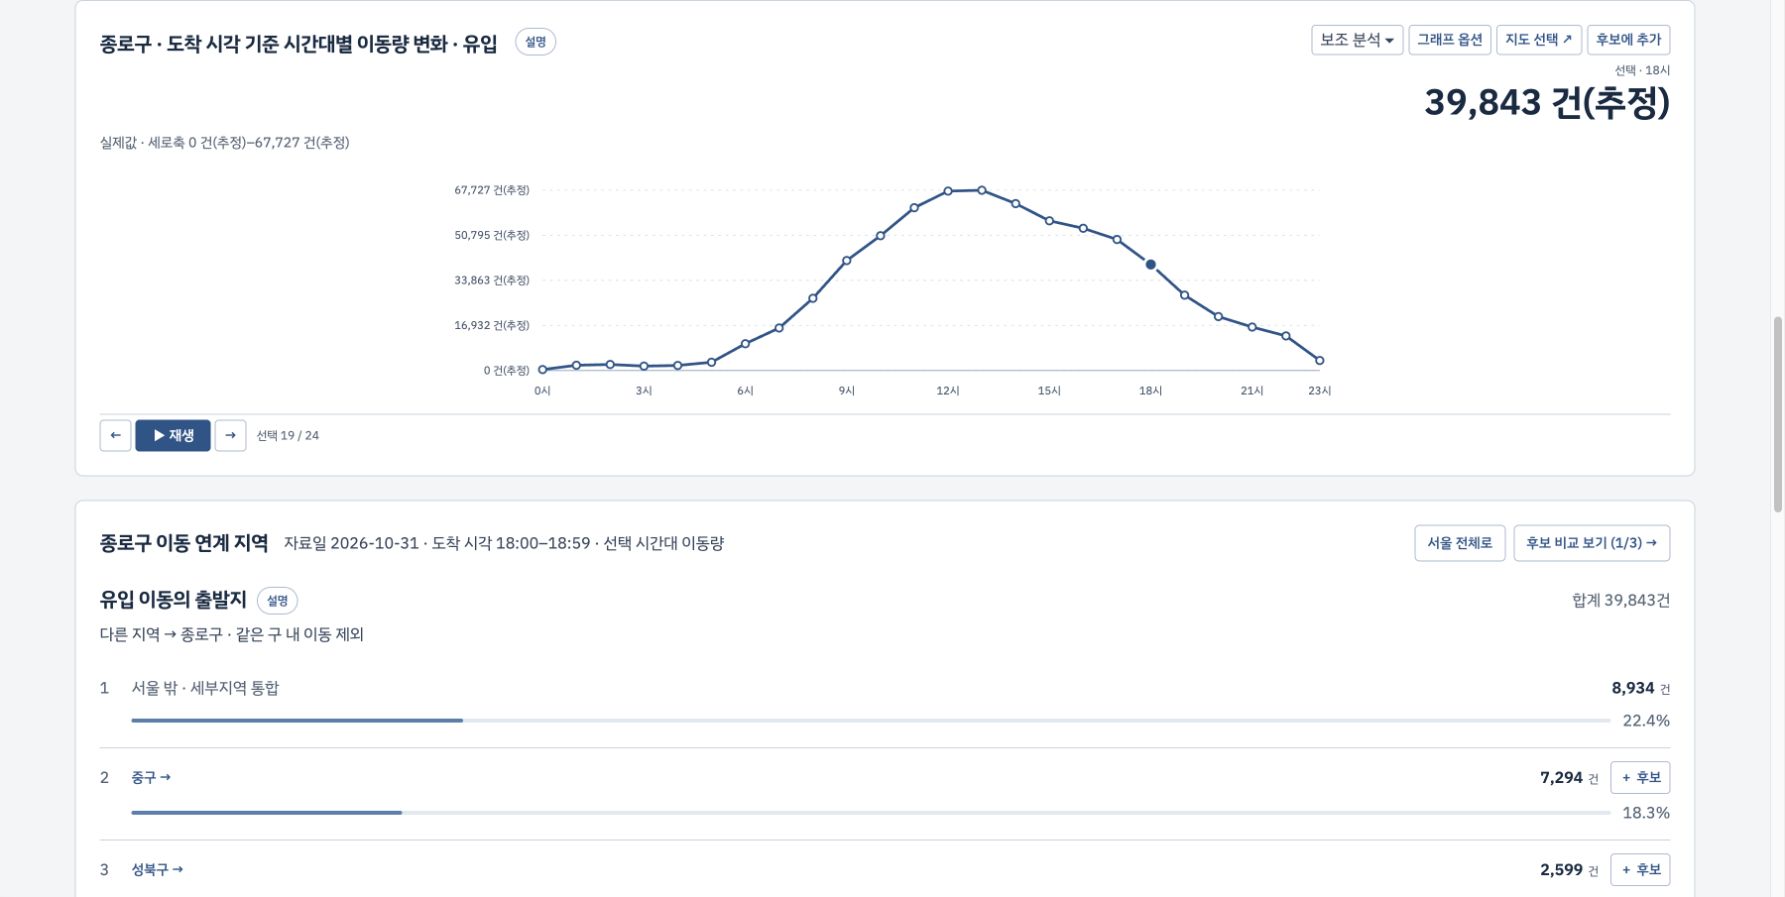 종로구 · 도착 시각 기준 시간대별 이동량 변화 · 유입 설명
보조 분석 ▾ 그래프 옵션 지도 선택 ↗ 후보에 추가
선택 · 18시
39,843 건(추정)
실제값 · 세로축 0 건(추정)–67,727 건(추정)
67,727 건(추정)
50,795 건(추정)
33,863 건(추정)
16,932 건(추정)
0 건(추정)
0시 3시 6시 9시 12시 15시 18시 21시 23시
← ▶ 재생 → 선택 19 / 24
종로구 이동 연계 지역 자료일 2026-10-31 · 도착 시각 18:00–18:59 · 선택 시간대 이동량 서울 전체로 후보 비교 보기 (1/3) →
유입 이동의 출발지 설명 합계 39,843건
다른 지역 → 종로구 · 같은 구 내 이동 제외
1 서울 밖 · 세부지역 통합 8,934 건
22.4%
2 중구 → 7,294 건 + 후보
18.3%
3 성북구 → 2,599 건 + 후보